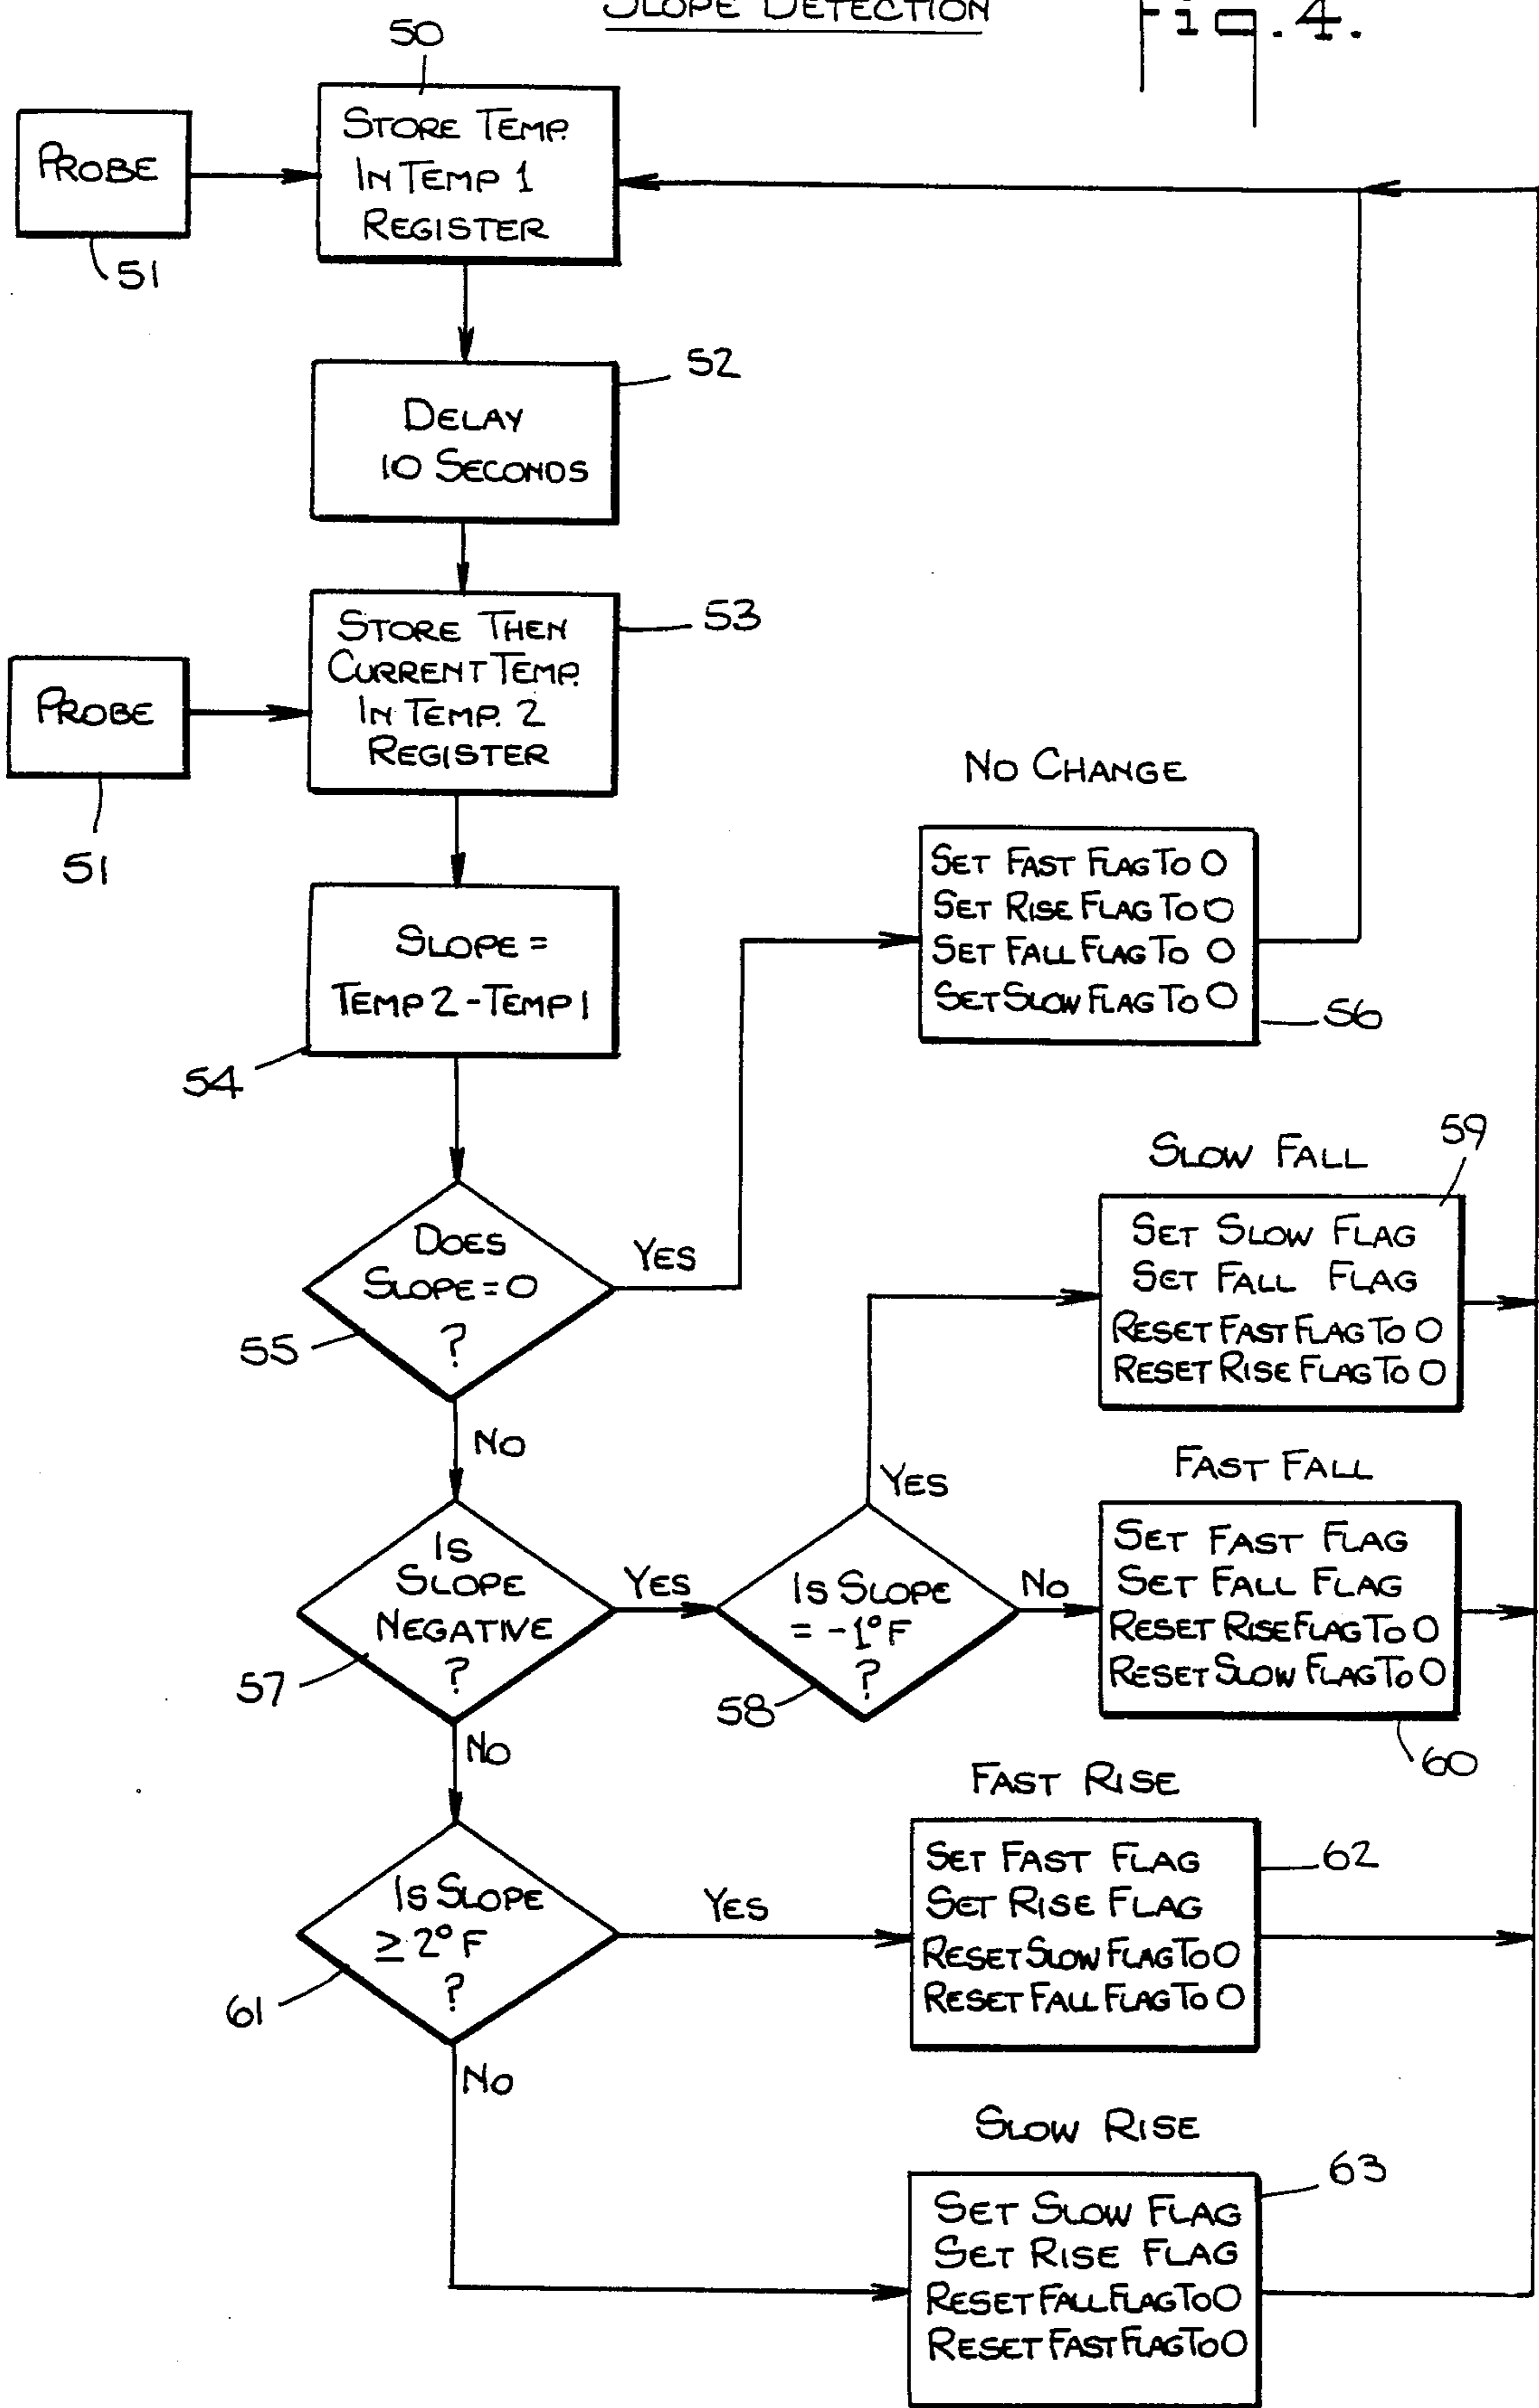 SLOPE DETECTION
Fig. 4.
50
STORE TEMP.
IN TEMP 1
REGISTER
PROBE
51
52
DELAY
10 SECONDS
53
STORE THEN
CURRENT TEMP.
IN TEMP. 2
REGISTER
PROBE
51
SLOPE =
TEMP 2 - TEMP 1
54
NO CHANGE
SET FAST FLAG TO 0
SET RISE FLAG TO 0
SET FALL FLAG TO 0
SET SLOW FLAG TO 0
56
DOES
SLOPE = 0
?
55
YES
NO
SLOW FALL
59
SET SLOW FLAG
SET FALL FLAG
RESET FAST FLAG TO 0
RESET RISE FLAG TO 0
IS
SLOPE
NEGATIVE
?
57
YES
NO
IS SLOPE
= -1°F
?
58
YES
NO
FAST FALL
SET FAST FLAG
SET FALL FLAG
RESET RISE FLAG TO 0
RESET SLOW FLAG TO 0
60
IS SLOPE
≥ 2°F
?
61
YES
NO
FAST RISE
SET FAST FLAG
SET RISE FLAG
RESET SLOW FLAG TO 0
RESET FALL FLAG TO 0
62
SLOW RISE
63
SET SLOW FLAG
SET RISE FLAG
RESET FALL FLAG TO 0
RESET FAST FLAG TO 0